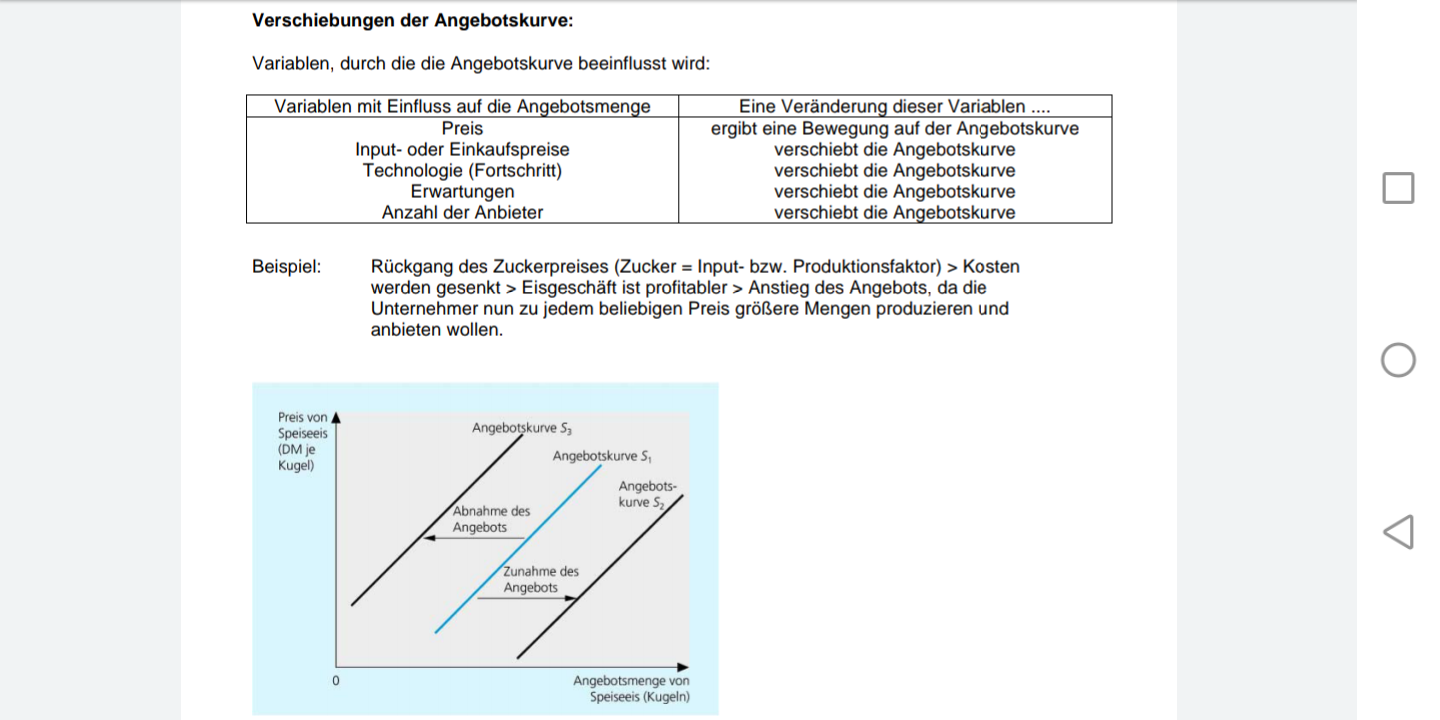 Verschiebungen der Angebotskurve:
Variablen, durch die die Angebotskurve beeinflusst wird:
Variablen mit Einfluss auf die Angebotsmenge Eine Veränderung dieser Variablen ....
Preis ergibt eine Bewegung auf der Angebotskurve
Input- oder Einkaufspreise verschiebt die Angebotskurve
Technologie (Fortschritt) verschiebt die Angebotskurve
Erwartungen verschiebt die Angebotskurve
Anzahl der Anbieter verschiebt die Angebotskurve
Beispiel: Rückgang des Zuckerpreises (Zucker = Input- bzw. Produktionsfaktor) > Kosten
werden gesenkt > Eisgeschäft ist profitabler > Anstieg des Angebots, da die
Unternehmer nun zu jedem beliebigen Preis größere Mengen produzieren und
anbieten wollen.
Preis von
Speiseeis
(DM je
Kugel)
Angebotskurve S₃
Angebotskurve S₁
Angebots-
kurve S₂
Abnahme des
Angebots
Zunahme des
Angebots
0
Angebotsmenge von
Speiseeis (Kugeln)